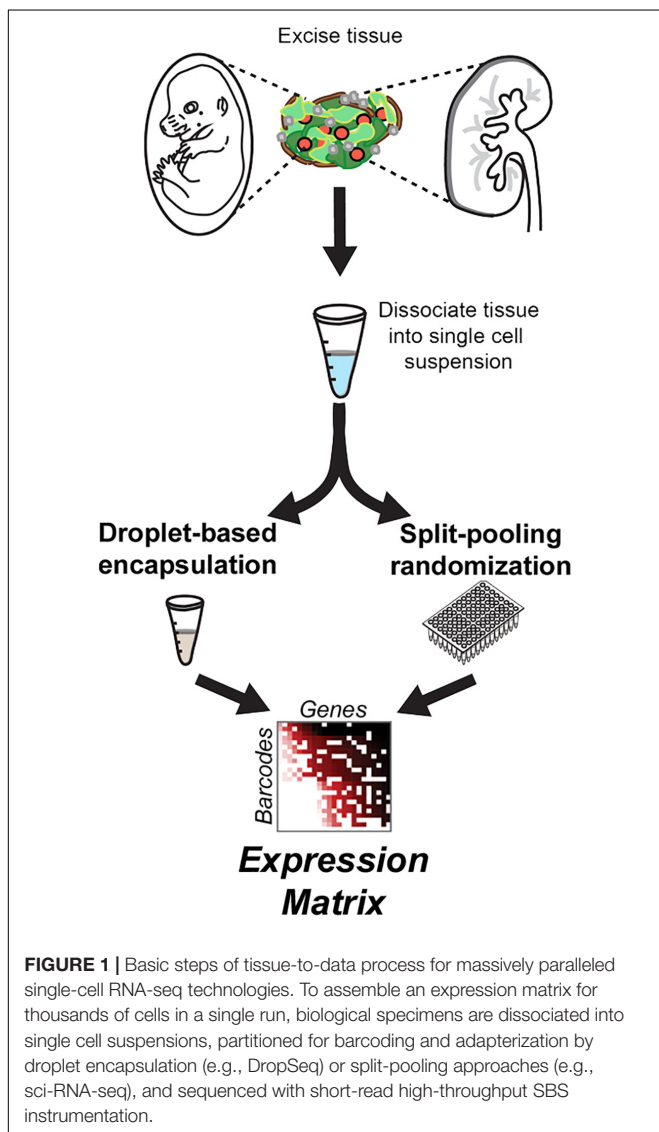 Excise tissue
Dissociate tissue
into single cell
suspension
Droplet-based
encapsulation
Split-pooling
randomization
Genes
Barcodes
Expression
Matrix
FIGURE 1 | Basic steps of tissue-to-data process for massively paralleled
single-cell RNA-seq technologies. To assemble an expression matrix for
thousands of cells in a single run, biological specimens are dissociated into
single cell suspensions, partitioned for barcoding and adapterization by
droplet encapsulation (e.g., DropSeq) or split-pooling approaches (e.g.,
sci-RNA-seq), and sequenced with short-read high-throughput SBS
instrumentation.